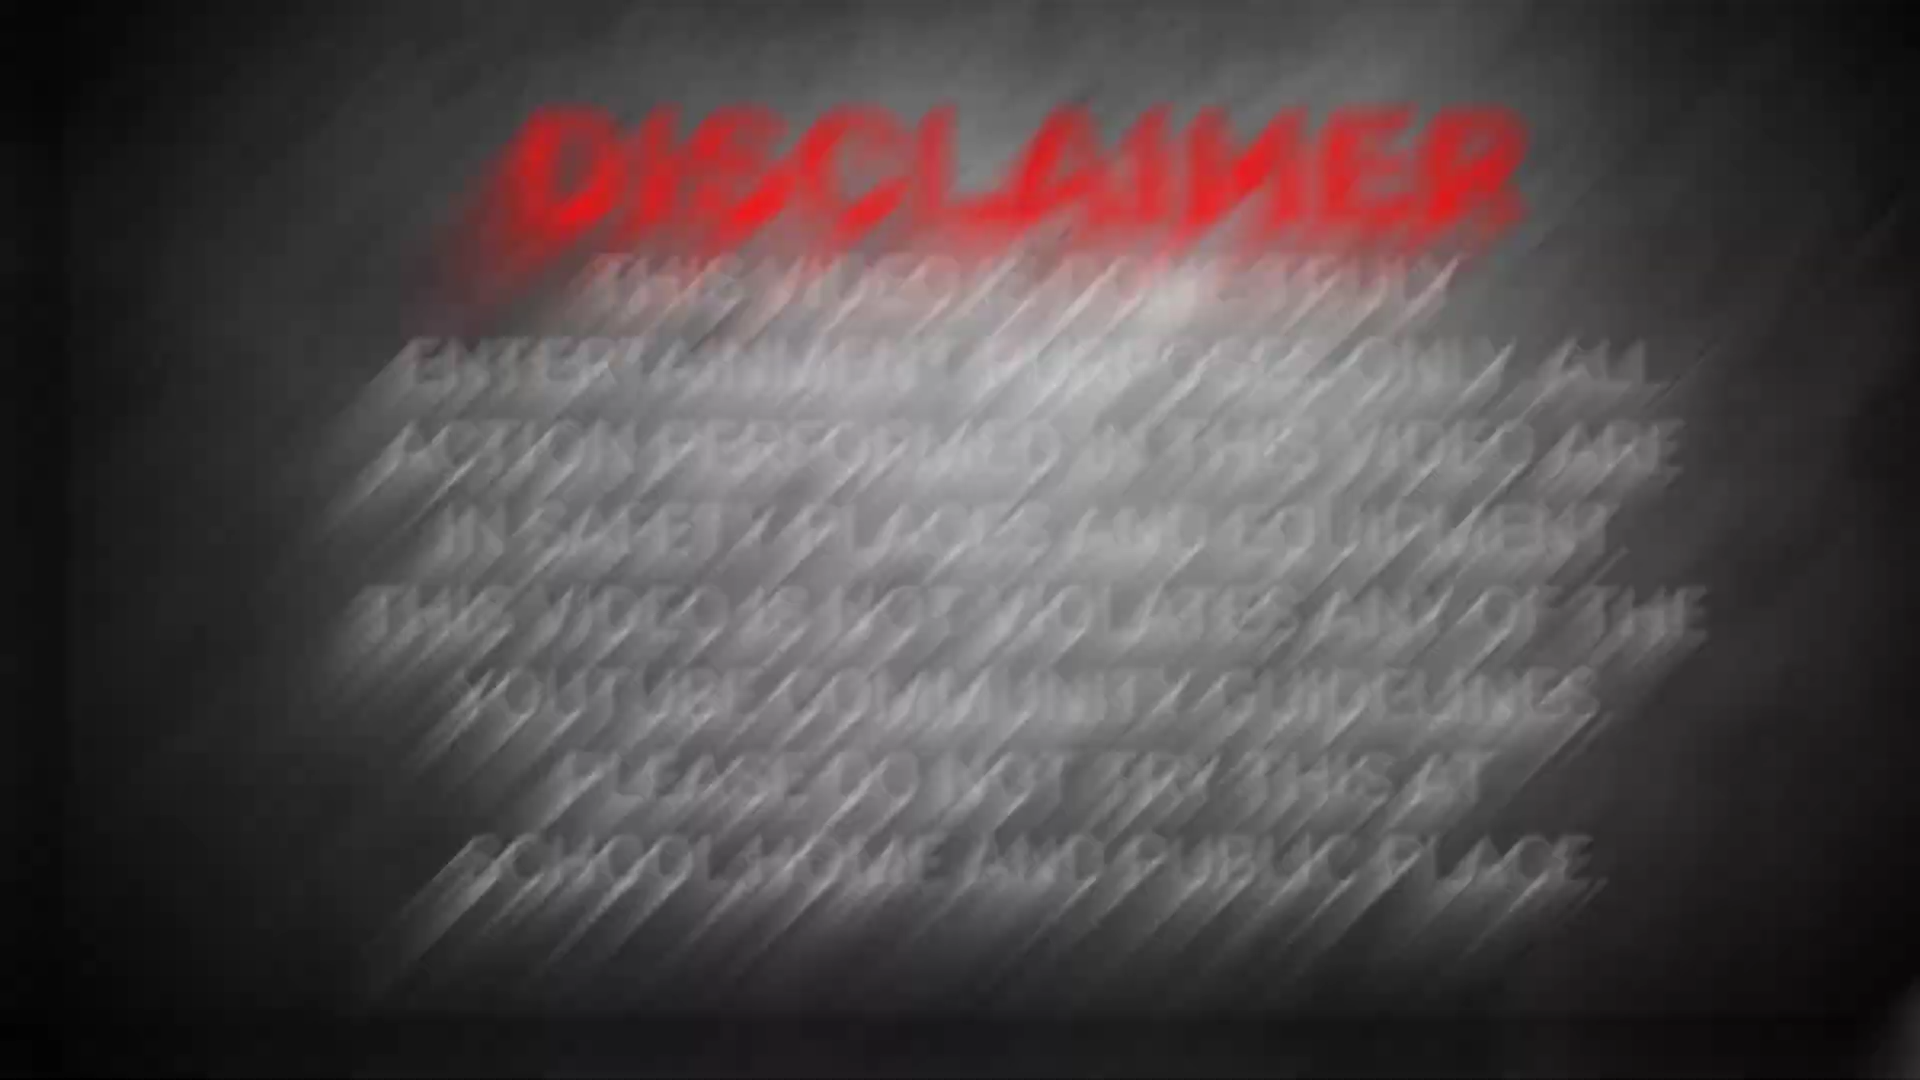 DISCLAIMER
THIS VIDEO IS
ENTERTAINMENT PURPOSES ONLY ALL
ACTION PERFORMED IN THIS VIDEO ARE
IN SAFETY PLACES AND EQUIPMENT
THIS VIDEO IS NOT VIOLATES ANY OF THE
YOUTUBE COMMUNITY GUIDELINES
PLEASE DO NOT TRY THIS AT
SCHOOL HOME AND PUBLIC PLACE